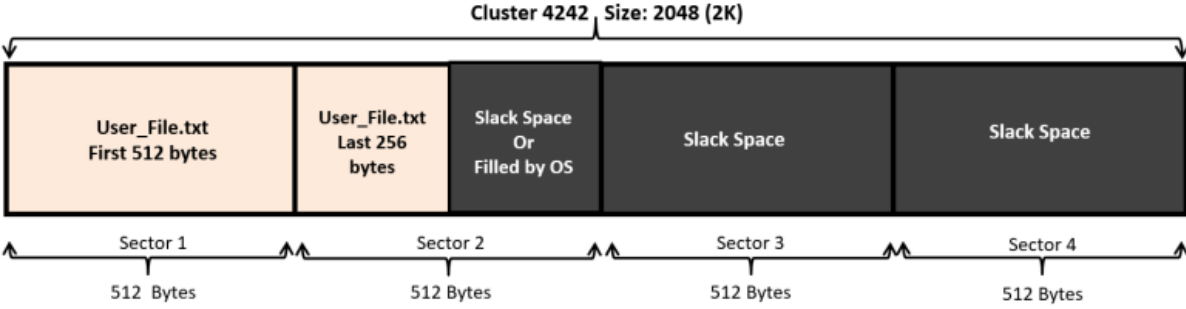 Cluster 4242 Size: 2048 (2K)
User_File.txt
First 512 bytes
User_File.txt
Last 256
bytes
Slack Space
Or
Filled by OS
Slack Space
Slack Space
Sector 1
Sector 2
Sector 3
Sector 4
512 Bytes
512 Bytes
512 Bytes
512 Bytes